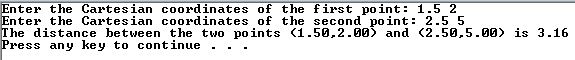 Enter the Cartesian coordinates of the first point: 1.5 2
Enter the Cartesian coordinates of the second point: 2.5 5
The distance between the two points (1.50,2.00) and (2.50,5.00) is 3.16
Press any key to continue . . .